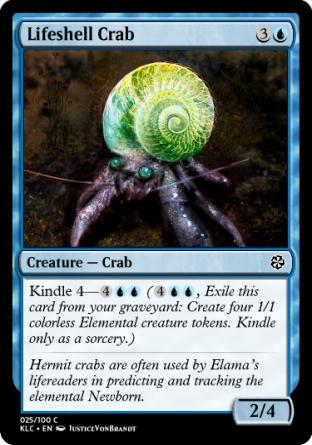 Lifeshell Crab 3
Creature — Crab
Kindle 4—4 ( 4, Exile this
card from your graveyard: Create four 1/1
colorless Elemental creature tokens. Kindle
only as a sorcery.)
Hermit crabs are often used by Elama's
lifereaders in predicting and tracking the
elemental Newborn.
2/4
025/100 C
KLC • EN JusticeVonBrandt